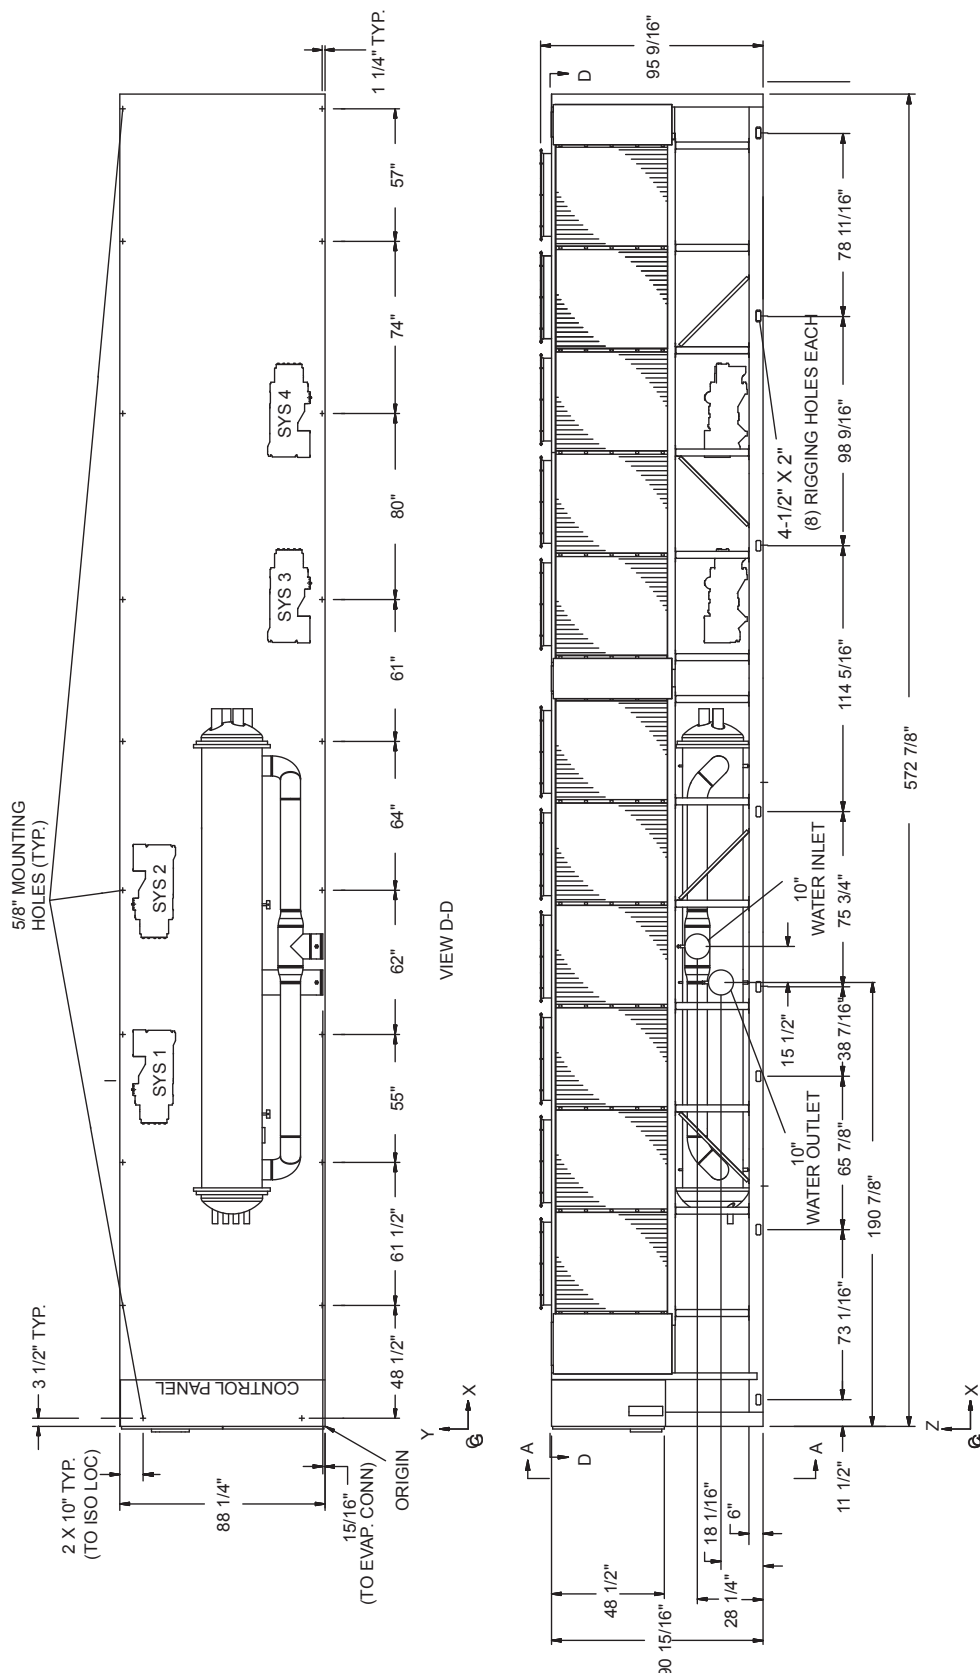 1 1/4" TYP.
57"
74"
80"
61"
64"
62"
55"
61 1/2"
48 1/2"
3 1/2" TYP.
5/8" MOUNTING
HOLES (TYP.)
SYS 4
SYS 3
SYS 2
SYS 1
CONTROL PANEL
2 X 10" TYP.
(TO ISO LOC)
88 1/4"
15/16"
(TO EVAP. CONN)
ORIGIN
Y
X
CG
VIEW D-D
95 9/16"
D
78 11/16"
98 9/16"
4-1/2" X 2"
(8) RIGGING HOLES EACH
114 5/16"
572 7/8"
10"
WATER INLET
75 3/4"
15 1/2"
38 7/16"
10"
WATER OUTLET
65 7/8"
190 7/8"
73 1/16"
11 1/2"
A
D
A
18 1/16"
6"
28 1/4"
48 1/2"
90 15/16"
Z
X
CG